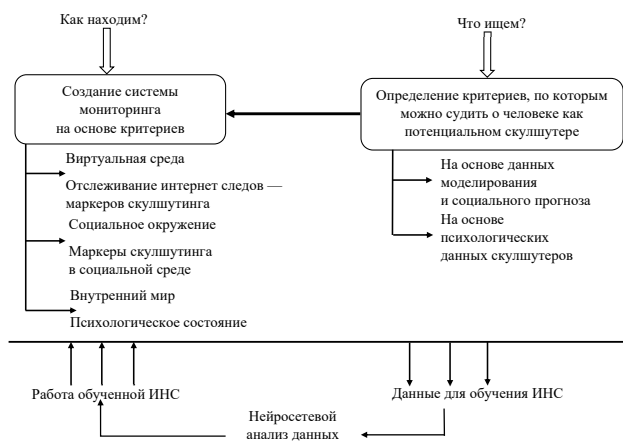 Как находим?
Что ищем?
Создание системы
мониторинга
на основе критериев
Определение критериев, по которым
можно судить о человеке как
потенциальном скулшутере
Виртуальная среда
Отслеживание интернет следов —
маркеров скулшутинга
Социальное окружение
Маркеры скулшутинга
в социальной среде
Внутренний мир
Психологическое состояние
На основе данных
моделирования
и социального прогноза
На основе
психологических
данных скулшутеров
Работа обученной ИНС
Данные для обучения ИНС
Нейросетевой
анализ данных